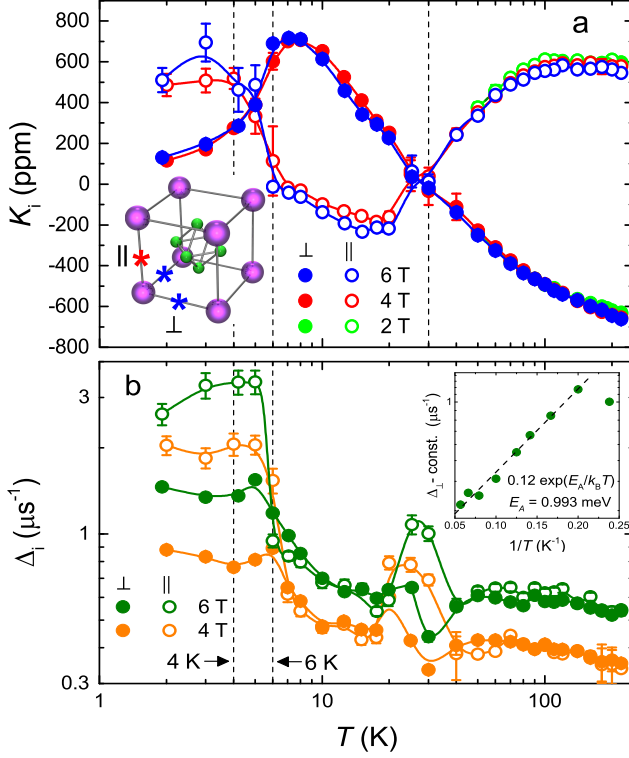 a
800
600
400
200
0
-200
-400
-600
-800
K_i (ppm)
||
⊥
⊥ ||
6 T
4 T
2 T
b
3
1
0.3
Δ_i (μs⁻¹)
Δ_⊥- const. (μs⁻¹)
1
0.12 exp(E_A/k_BT)
E_A = 0.993 meV
0.05 0.10 0.15 0.20 0.25
1/T (K⁻¹)
⊥ ||
6 T
4 T
4 K
6 K
1 10 100
T (K)